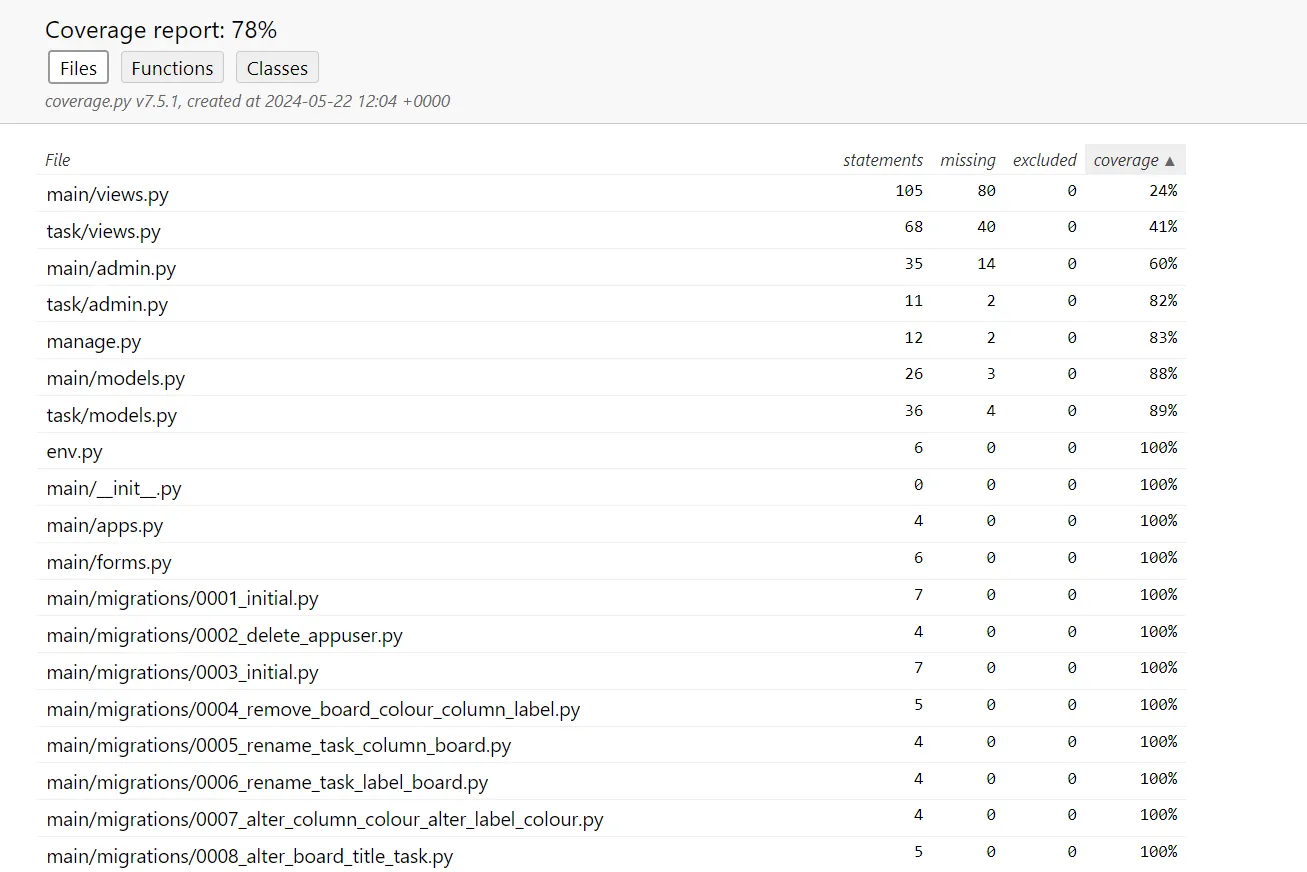 Coverage report: 78%
Files Functions Classes
coverage.py v7.5.1, created at 2024-05-22 12:04 +0000
File statements missing excluded coverage ▲
main/views.py 105 80 0 24%
task/views.py 68 40 0 41%
main/admin.py 35 14 0 60%
task/admin.py 11 2 0 82%
manage.py 12 2 0 83%
main/models.py 26 3 0 88%
task/models.py 36 4 0 89%
env.py 6 0 0 100%
main/__init__.py 0 0 0 100%
main/apps.py 4 0 0 100%
main/forms.py 6 0 0 100%
main/migrations/0001_initial.py 7 0 0 100%
main/migrations/0002_delete_appuser.py 4 0 0 100%
main/migrations/0003_initial.py 7 0 0 100%
main/migrations/0004_remove_board_colour_column_label.py 5 0 0 100%
main/migrations/0005_rename_task_column_board.py 4 0 0 100%
main/migrations/0006_rename_task_label_board.py 4 0 0 100%
main/migrations/0007_alter_column_colour_alter_label_colour.py 4 0 0 100%
main/migrations/0008_alter_board_title_task.py 5 0 0 100%